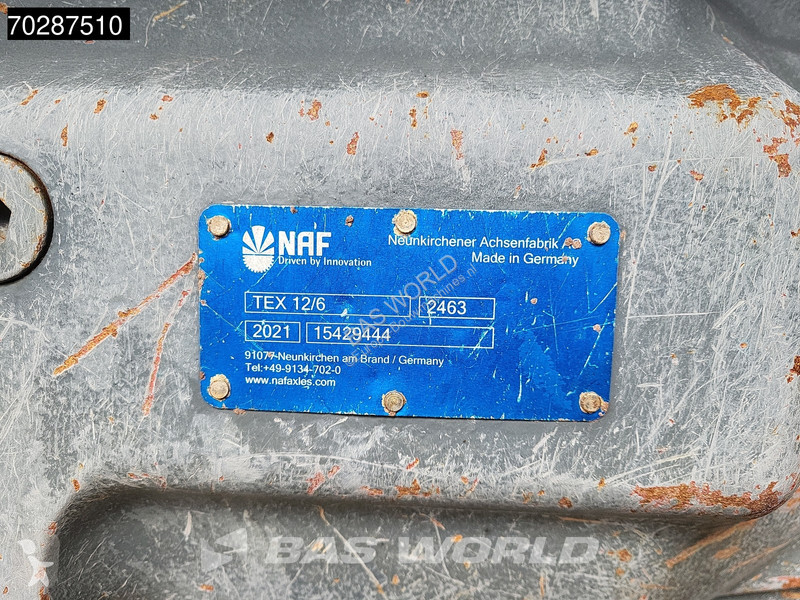 70287510
NAF
Driven by Innovation
Neunkirchener Achsenfabrik AG
Made in Germany
TEX 12/6 2463
2021 15429444
91077 Neunkirchen am Brand / Germany
Tel:+49-9134-702-0
www.nafaxles.com
BAS WORLD
BAS WORLD